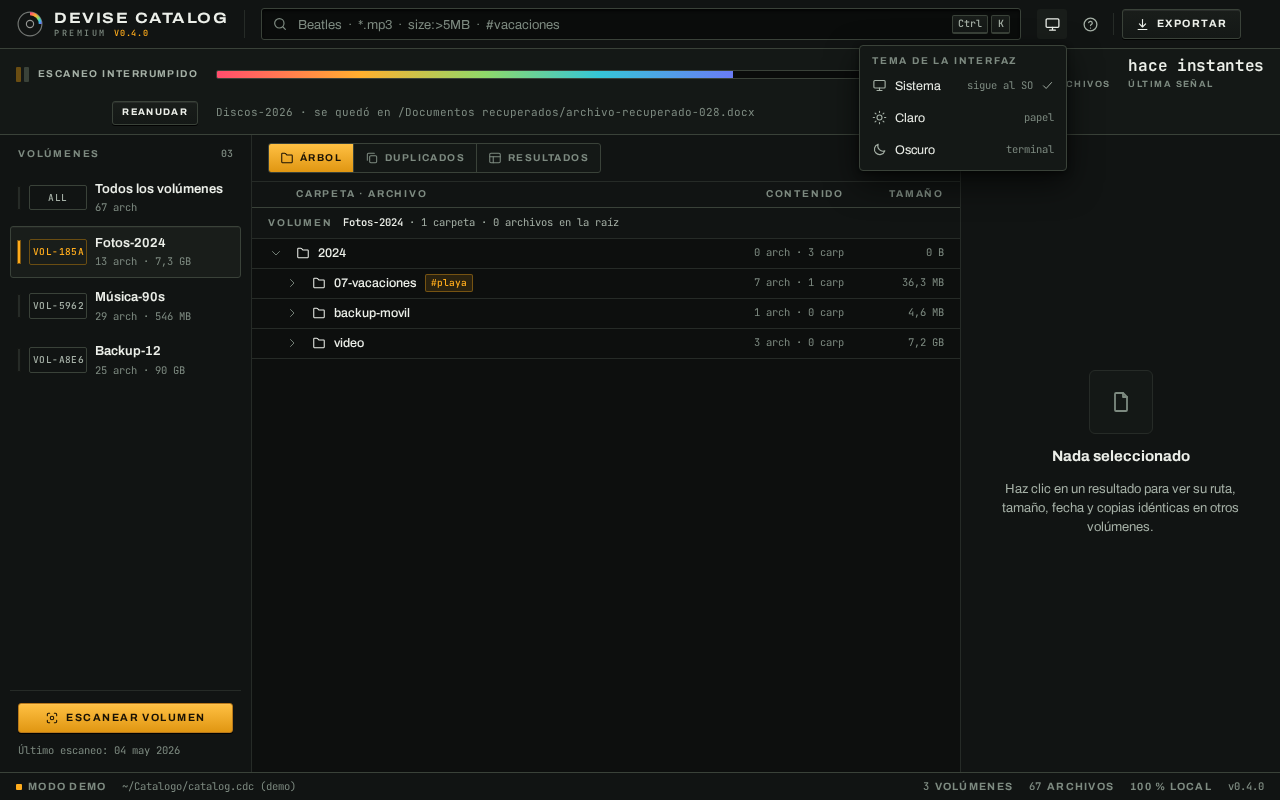 DEVISE CATALOG
PREMIUM V0.4.0
Beatles · *.mp3 · size:>5MB · #vacaciones
Ctrl K
EXPORTAR
ESCANEO INTERRUMPIDO
hace instantes
ÚLTIMA SEÑAL
REANUDAR
Discos-2026 · se quedó en /Documentos recuperados/archivo-recuperado-028.docx
TEMA DE LA INTERFAZ
Sistema sigue al SO
Claro papel
Oscuro terminal
VOLÚMENES 03
ALL
Todos los volúmenes
67 arch
VOL-185A
Fotos-2024
13 arch · 7,3 GB
VOL-5962
Música-90s
29 arch · 546 MB
VOL-A8E6
Backup-12
25 arch · 90 GB
ESCANEAR VOLUMEN
Último escaneo: 04 may 2026
ÁRBOL DUPLICADOS RESULTADOS
CARPETA · ARCHIVO CONTENIDO TAMAÑO
VOLUMEN Fotos-2024 · 1 carpeta · 0 archivos en la raíz
2024 0 arch · 3 carp 0 B
07-vacaciones #playa 7 arch · 1 carp 36,3 MB
backup-movil 1 arch · 0 carp 4,6 MB
video 3 arch · 0 carp 7,2 GB
Nada seleccionado
Haz clic en un resultado para ver su ruta,
tamaño, fecha y copias idénticas en otros
volúmenes.
MODO DEMO ~/Catalogo/catalog.cdc (demo)
3 VOLÚMENES 67 ARCHIVOS 100 % LOCAL v0.4.0